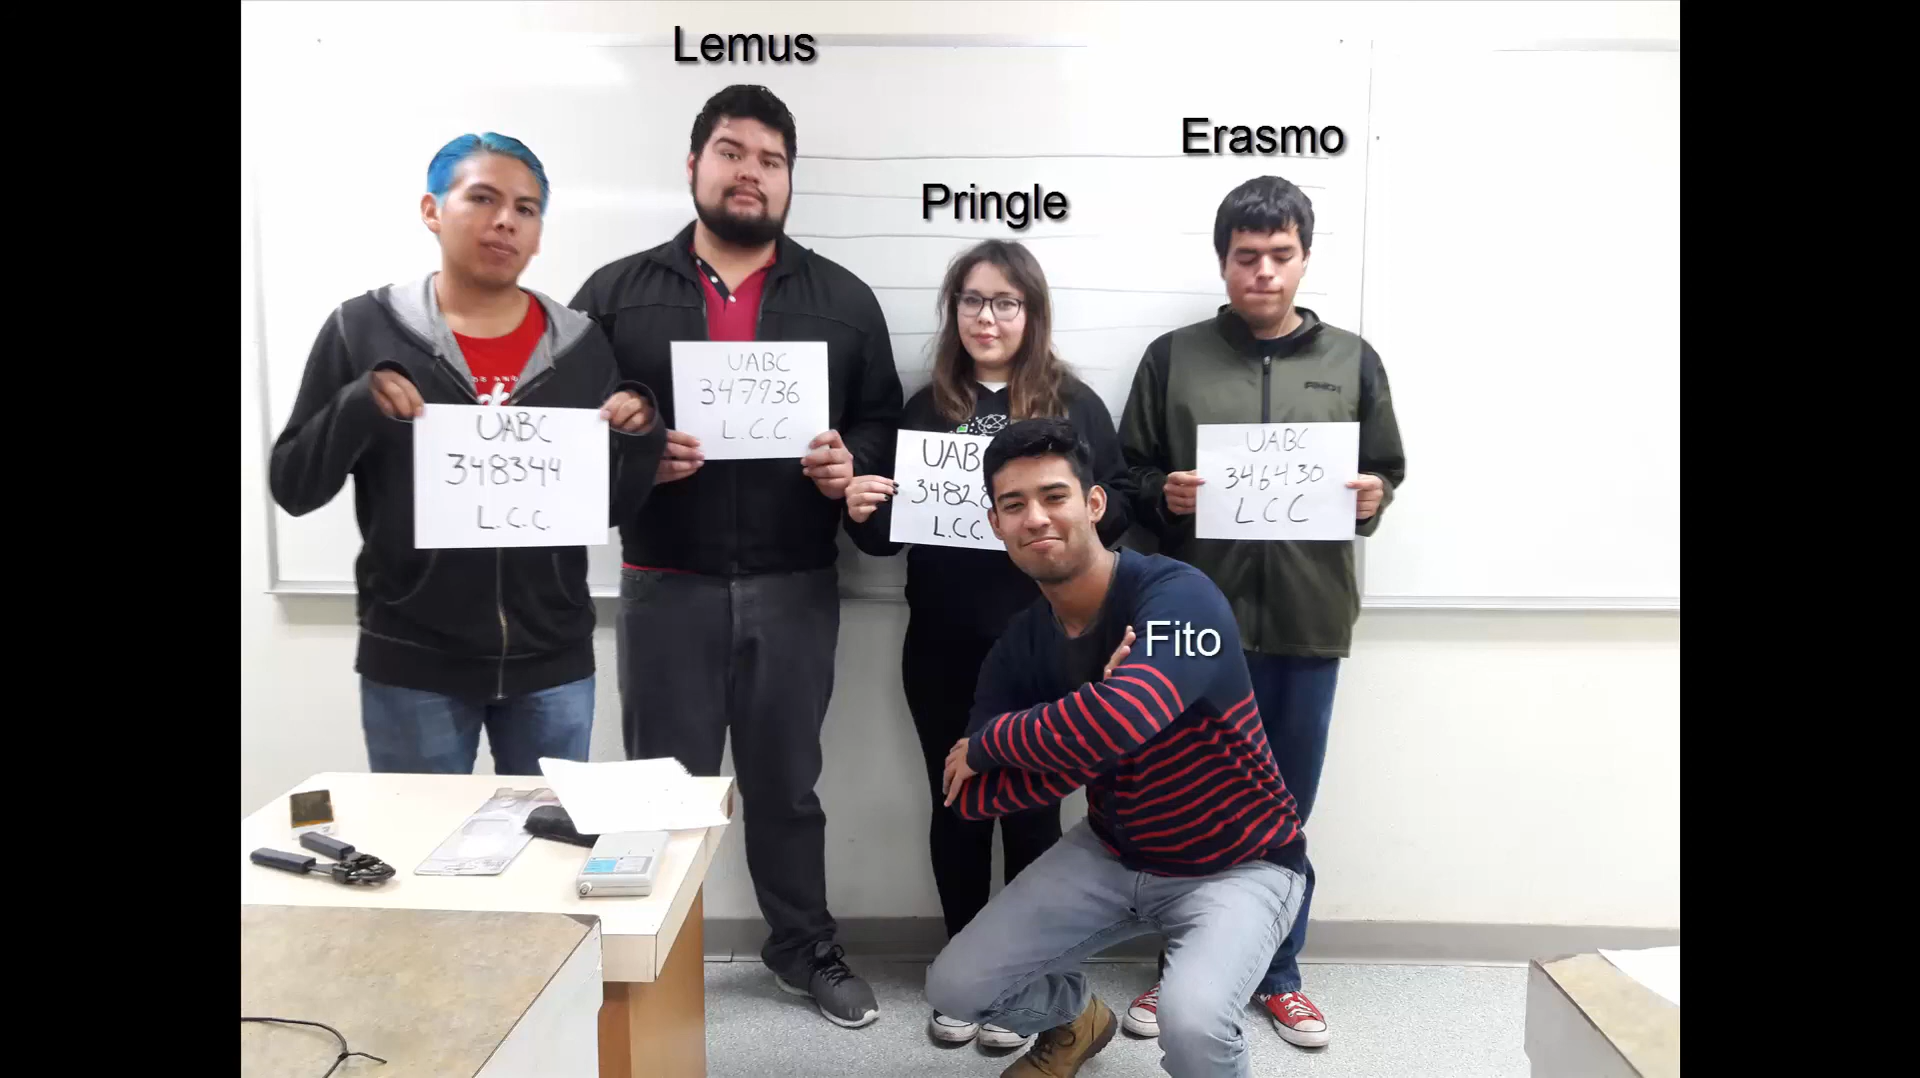 Lemus
Erasmo
Pringle
UABC
347936
L.C.C.
UABC
348344
L.C.C.
UABC
346430
LCC
L.C.C.
Fito